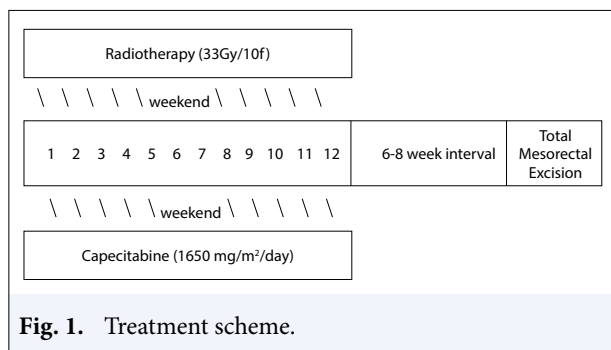 Radiotherapy (33Gy/10f)
\ \ \ \ \ weekend \ \ \ \ \
1 2 3 4 5 6 7 8 9 10 11 12
6-8 week interval
Total
Mesorectal
Excision
\ \ \ \ \ weekend \ \ \ \ \
Capecitabine (1650 mg/m²/day)
Fig. 1. Treatment scheme.